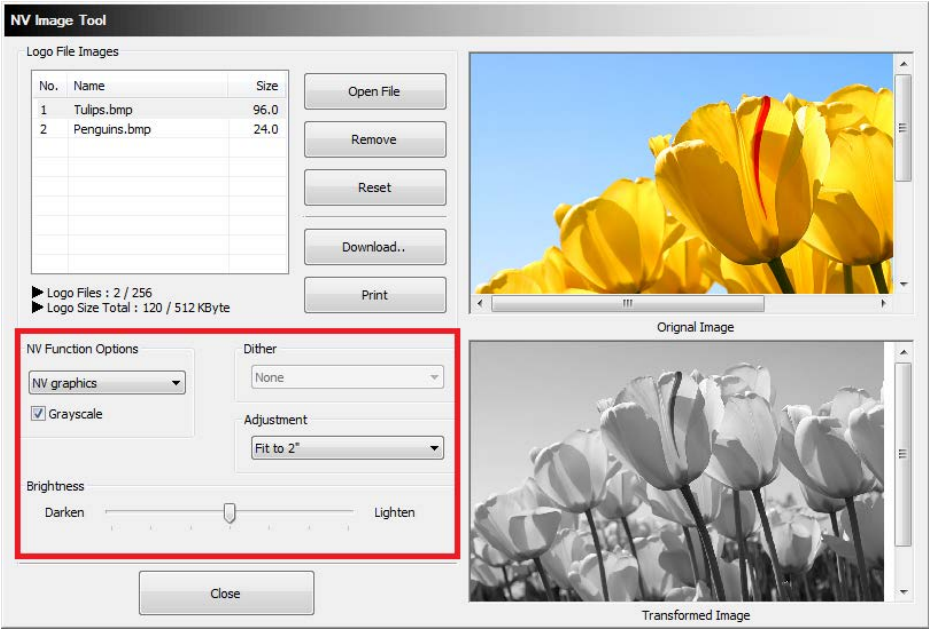 NV Image Tool
Logo File Images
No. Name Size
1 Tulips.bmp 96.0
2 Penguins.bmp 24.0
Open File
Remove
Reset
Download..
Print
Logo Files : 2 / 256
Logo Size Total : 120 / 512 KByte
Orignal Image
NV Function Options
NV graphics
Grayscale
Dither
None
Adjustment
Fit to 2"
Brightness
Darken Lighten
Close
Transformed Image